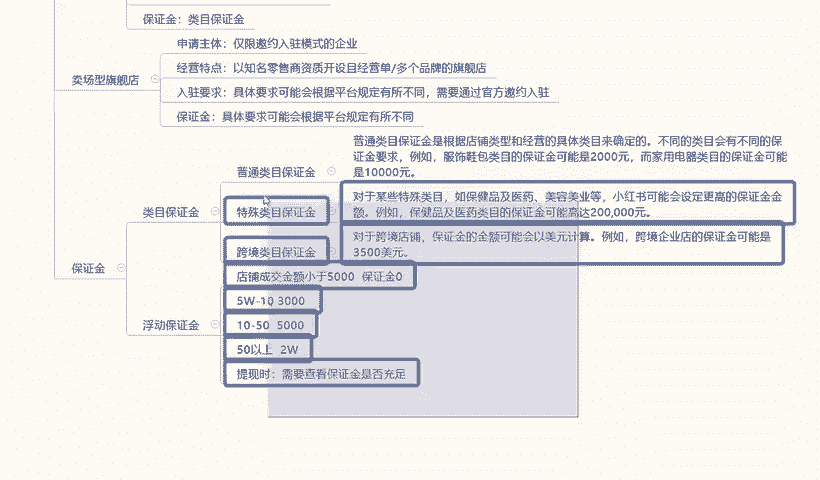 保证金：类目保证金
申请主体：仅限邀约入驻模式的企业
卖场型旗舰店
经营特点：以知名零售商资质开设且经营单/多个品牌的旗舰店
入驻要求：具体要求可能会根据平台规定有所不同，需要通过官方邀约入驻
保证金：具体要求可能会根据平台规定有所不同
普通类目保证金是根据店铺类型和经营的具体类目来确定的。不同的类目会有不同的保
证金要求，例如，服饰鞋包类目的保证金可能是2000元，而家用电器类目的保证金可能
是10000元。
普通类目保证金
对于某些特殊类目，如保健品及医药、美容美业等，小红书可能会设定更高的保证金金
额。例如，保健品及医药类目的保证金可能高达200,000元。
类目保证金
特殊类目保证金
对于跨境店铺，保证金的金额可能会以美元计算。例如，跨境企业店的保证金可能是
3500美元。
跨境类目保证金
保证金
店铺成交金额小于5000 保证金0
5W-10 3000
浮动保证金
10-50 5000
50以上 2W
提现时：需要查看保证金是否充足